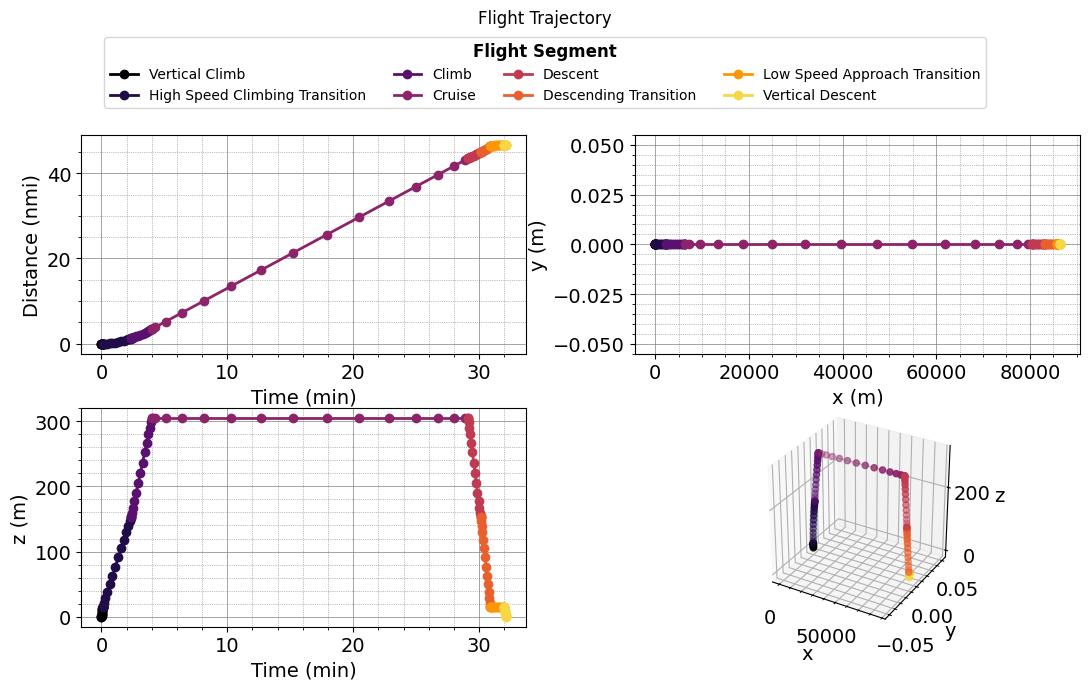 Flight Trajectory
Flight Segment
Vertical Climb
High Speed Climbing Transition
Climb
Cruise
Descent
Descending Transition
Low Speed Approach Transition
Vertical Descent
Distance (nmi)
40
20
0
0 10 20 30
Time (min)
y (m)
0.050
0.025
0.000
−0.025
−0.050
0 20000 40000 60000 80000
x (m)
z (m)
300
200
100
0
0 10 20 30
Time (min)
200 z
0
0.05
0.00
−0.05
y
0
50000
x